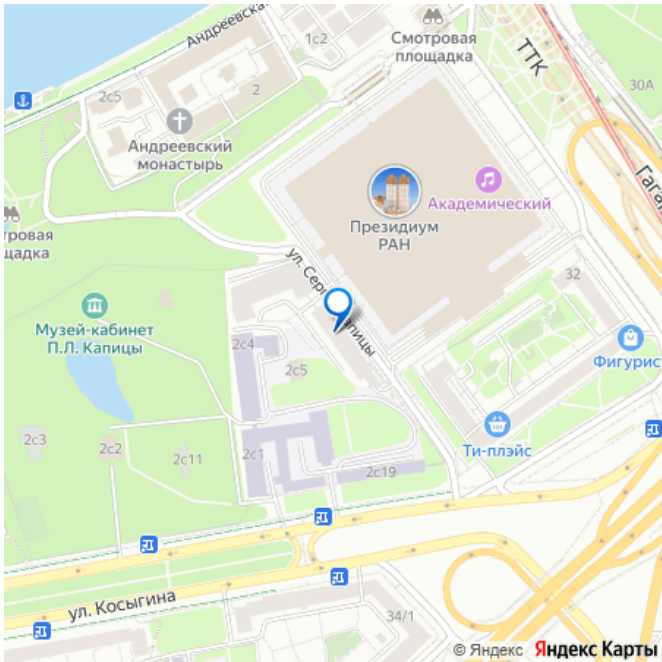 Андреевская
1с2
Смотровая
площадка
ТТК
30А
2с5
2
Андреевский
монастырь
Гага
Академический
Президиум
РАН
тровая
щадка
ул. Сер
апицы
32
Музей-кабинет
П.Л. Капицы
2с4
2с5
Фигурист
Ти-плэйс
2с3
2с2
2с11
2с1
2с19
ул. Косыгина
34/1
© Яндекс Яндекс Карты